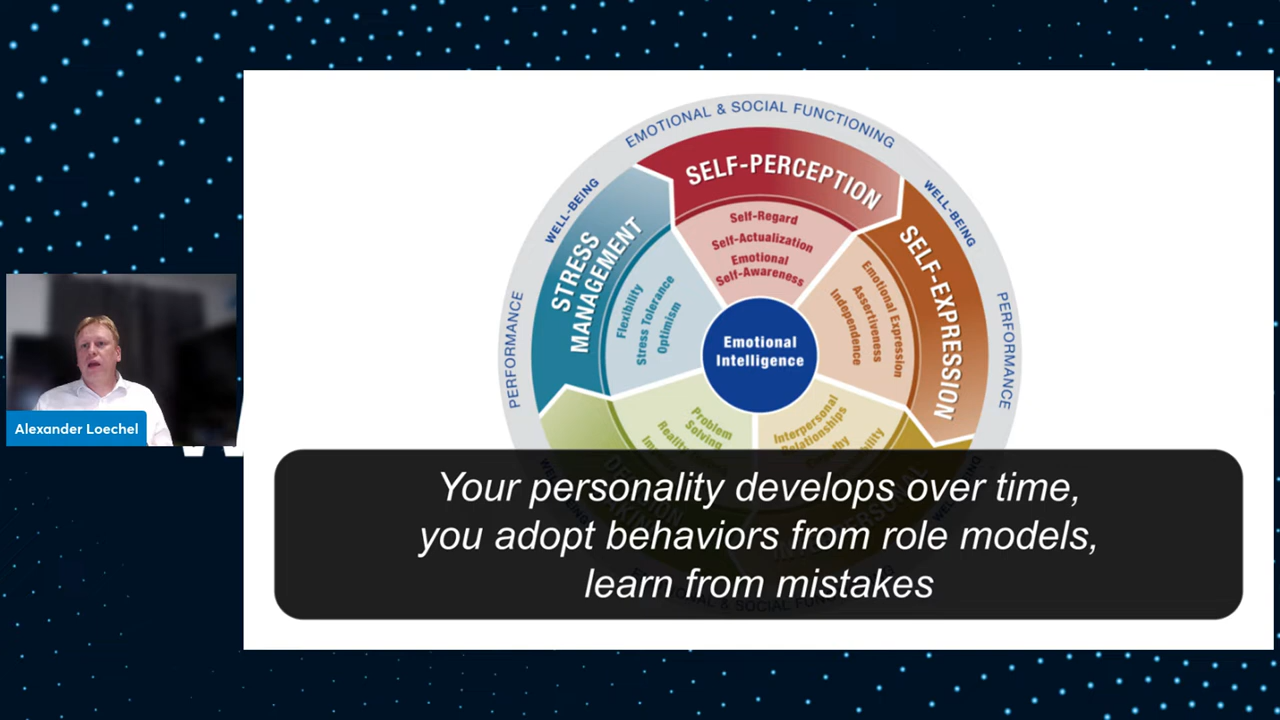 EMOTIONAL & SOCIAL FUNCTIONING
WELL-BEING
WELL-BEING
PERFORMANCE
PERFORMANCE
SELF-PERCEPTION
Self-Regard
Self-Actualization
Emotional
Self-Awareness
SELF-EXPRESSION
Emotional Expression
Assertiveness
Independence
STRESS
MANAGEMENT
Flexibility
Stress Tolerance
Optimism
Emotional
Intelligence
Problem
Solving
Interpersonal
Relationships
Alexander Loechel
Your personality develops over time,
you adopt behaviors from role models,
learn from mistakes